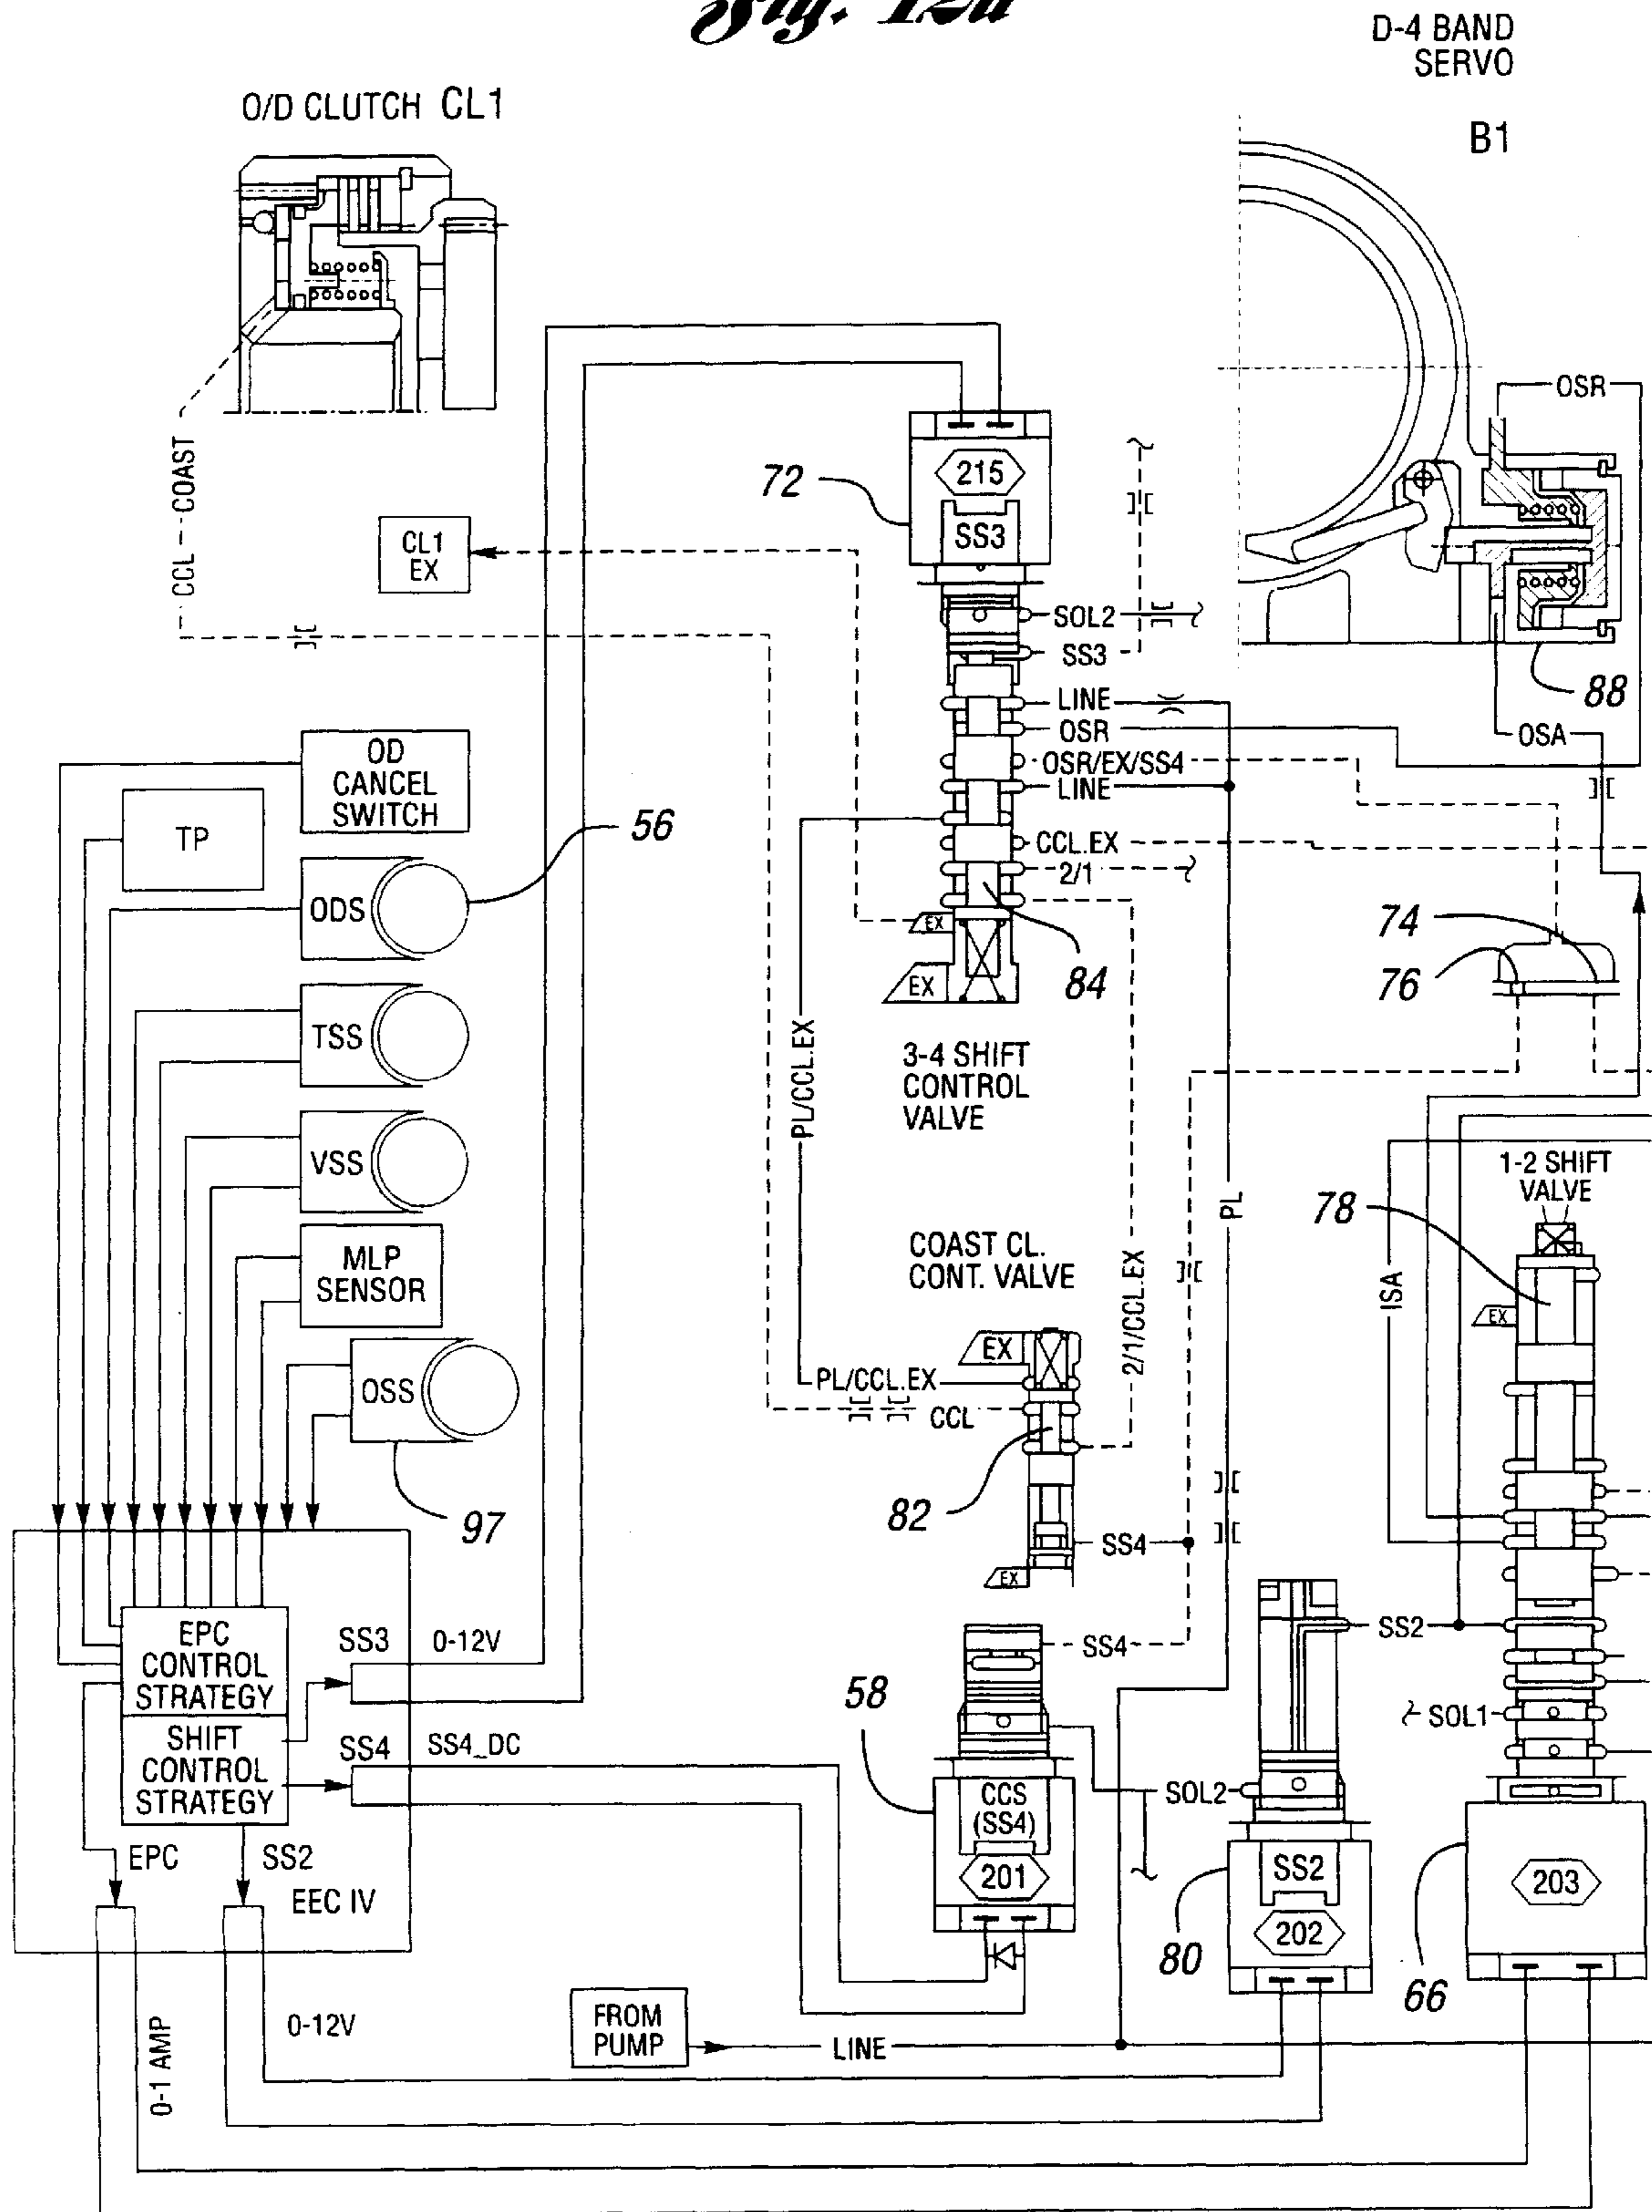 Fig. 12a
D-4 BAND
SERVO
B1
O/D CLUTCH CL1
CCL
COAST
CL1
EX
72
215
SS3
SOL2
SS3
LINE
OSR
OSR/EX/SS4
LINE
CCL.EX
2/1
EX
EX
84
3-4 SHIFT
CONTROL
VALVE
OSR
88
OSA
74
76
OD
CANCEL
SWITCH
TP
ODS
56
TSS
VSS
MLP
SENSOR
OSS
97
PL/CCL.EX
COAST CL.
CONT. VALVE
2/1/CCL.EX
PL
ISA
1-2 SHIFT
VALVE
78
EX
EX
PL/CCL.EX
CCL
82
SS4
EX
SS4
58
CCS
(SS4)
201
SOL2
SS2
SOL1
SS2
202
80
203
66
EPC
CONTROL
STRATEGY
SHIFT
CONTROL
STRATEGY
SS3
0-12V
SS4
SS4_DC
EPC
SS2
EEC IV
0-1 AMP
0-12V
FROM
PUMP
LINE